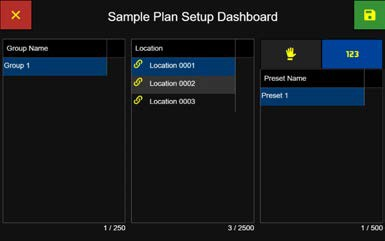 Sample Plan Setup Dashboard
Group Name
Group 1
1 / 250
Location
Location 0001
Location 0002
Location 0003
3 / 2500
123
Preset Name
Preset 1
1 / 500